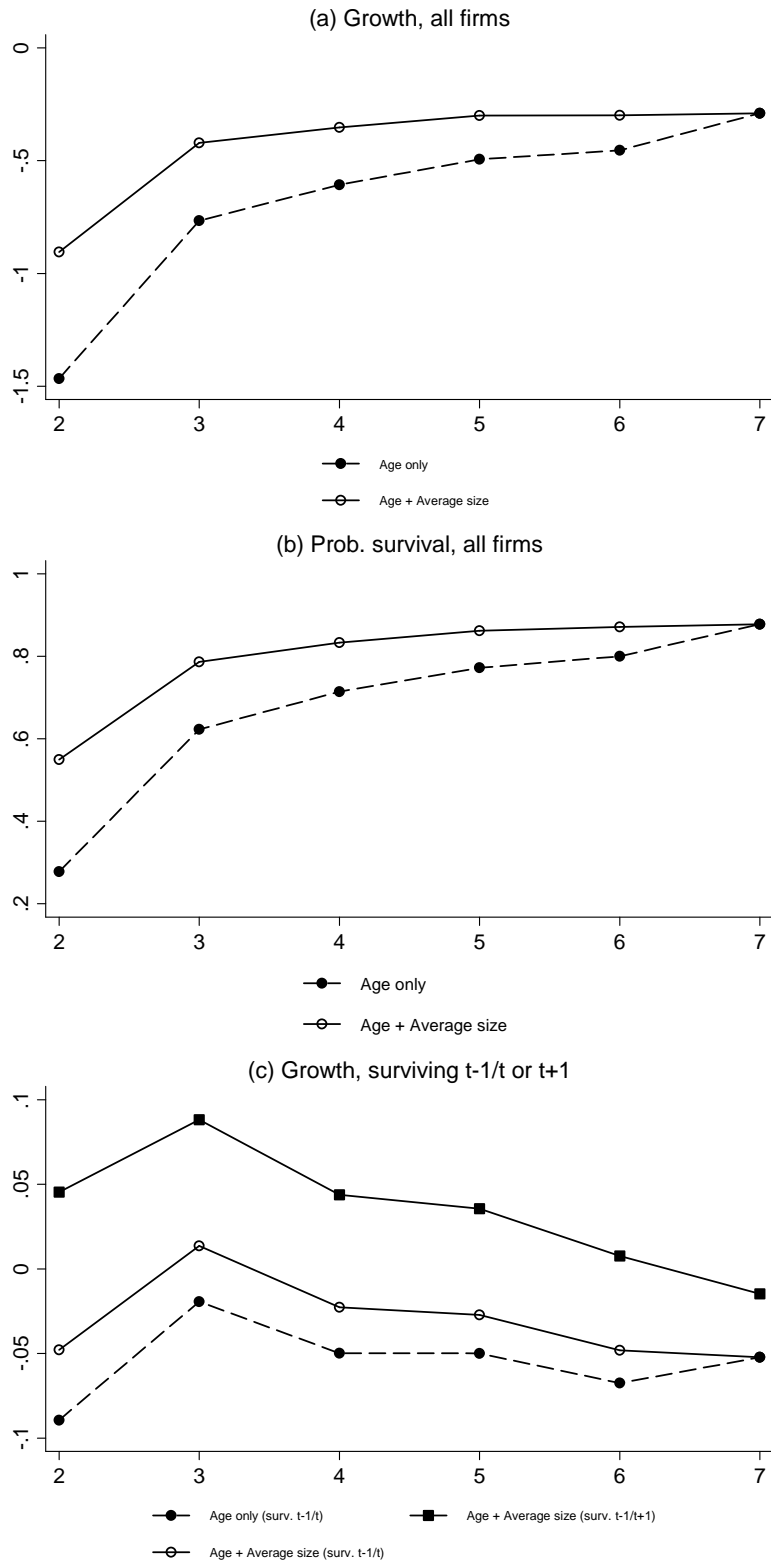 (a) Growth, all firms
0
-.5
-1
-1.5
2 3 4 5 6 7
Age only
Age + Average size
(b) Prob. survival, all firms
1
.8
.6
.4
.2
2 3 4 5 6 7
Age only
Age + Average size
(c) Growth, surviving t-1/t or t+1
.1
.05
0
-.05
-.1
2 3 4 5 6 7
Age only (surv. t-1/t) Age + Average size (surv. t-1/t+1)
Age + Average size (surv. t-1/t)